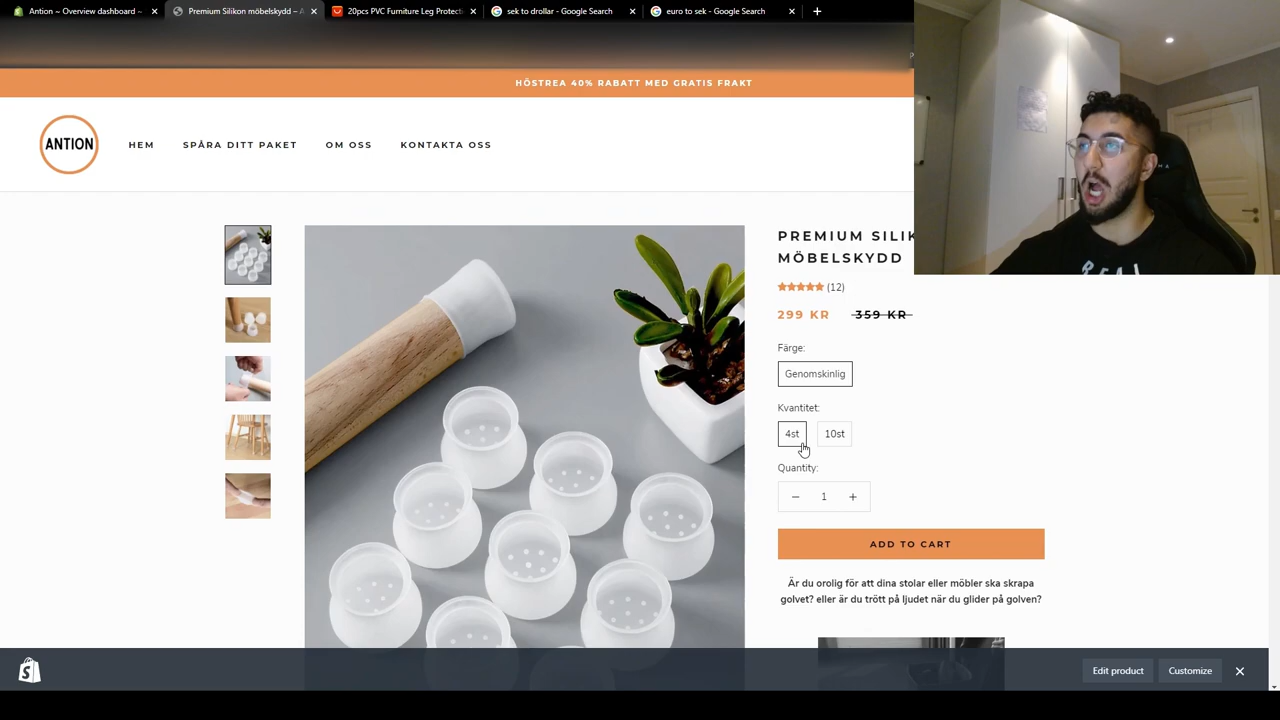 Antion ~ Overview dashboard ~
Premium Silikon möbelskydd – A
20pcs PVC Furniture Leg Protect
sek to drollar - Google Search
euro to sek - Google Search
HÖSTREA 40% RABATT MED GRATIS FRAKT
ANTION
HEM
SPÅRA DITT PAKET
OM OSS
KONTAKTA OSS
PREMIUM SILIK
MÖBELSKYDD
(12)
299 KR 359 KR
Färge:
Genomskinlig
Kvantitet:
4st 10st
Quantity:
− 1 +
ADD TO CART
Är du orolig för att dina stolar eller möbler ska skrapa
golvet? eller är du trött på ljudet när du glider på golven?
Edit product
Customize